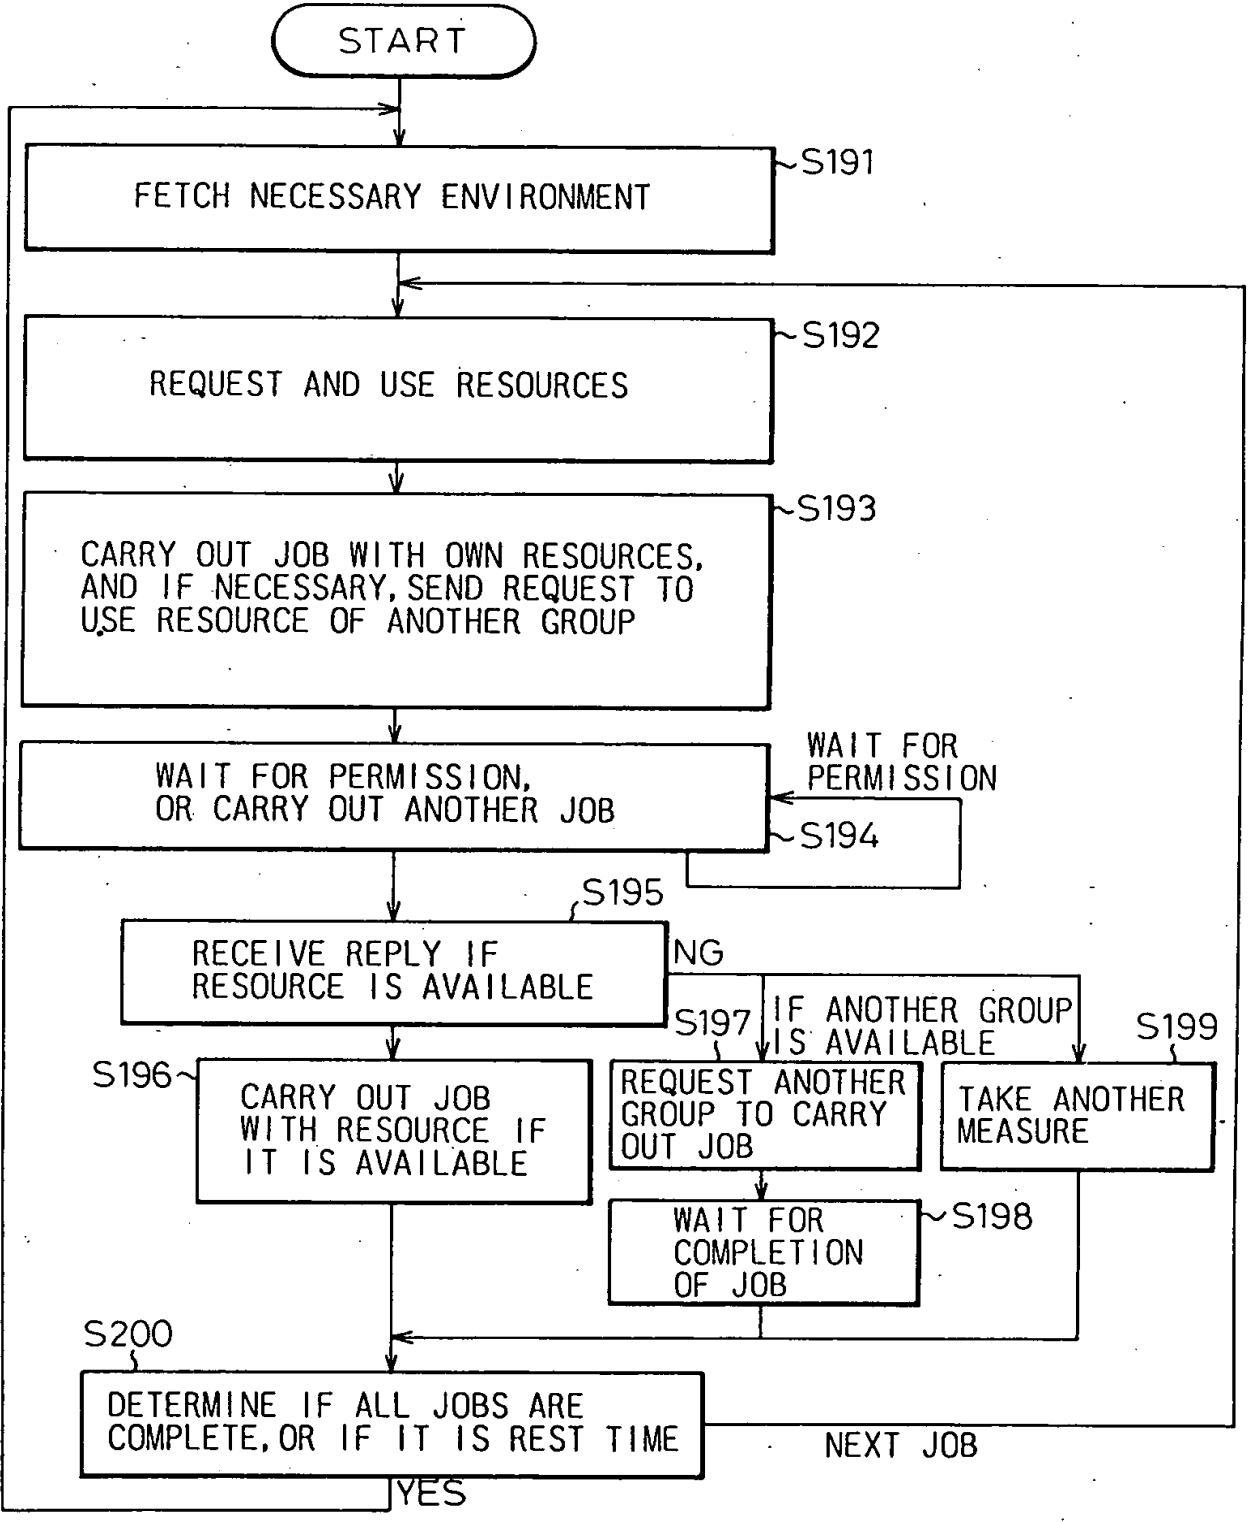 START
S191
FETCH NECESSARY ENVIRONMENT
S192
REQUEST AND USE RESOURCES
S193
CARRY OUT JOB WITH OWN RESOURCES,
AND IF NECESSARY, SEND REQUEST TO
USE RESOURCE OF ANOTHER GROUP
WAIT FOR
PERMISSION
WAIT FOR PERMISSION,
OR CARRY OUT ANOTHER JOB
S194
S195
RECEIVE REPLY IF
RESOURCE IS AVAILABLE
NG
IF ANOTHER GROUP
IS AVAILABLE
S196
CARRY OUT JOB
WITH RESOURCE IF
IT IS AVAILABLE
S197
REQUEST ANOTHER
GROUP TO CARRY
OUT JOB
S199
TAKE ANOTHER
MEASURE
S198
WAIT FOR
COMPLETION
OF JOB
S200
DETERMINE IF ALL JOBS ARE
COMPLETE, OR IF IT IS REST TIME
NEXT JOB
YES